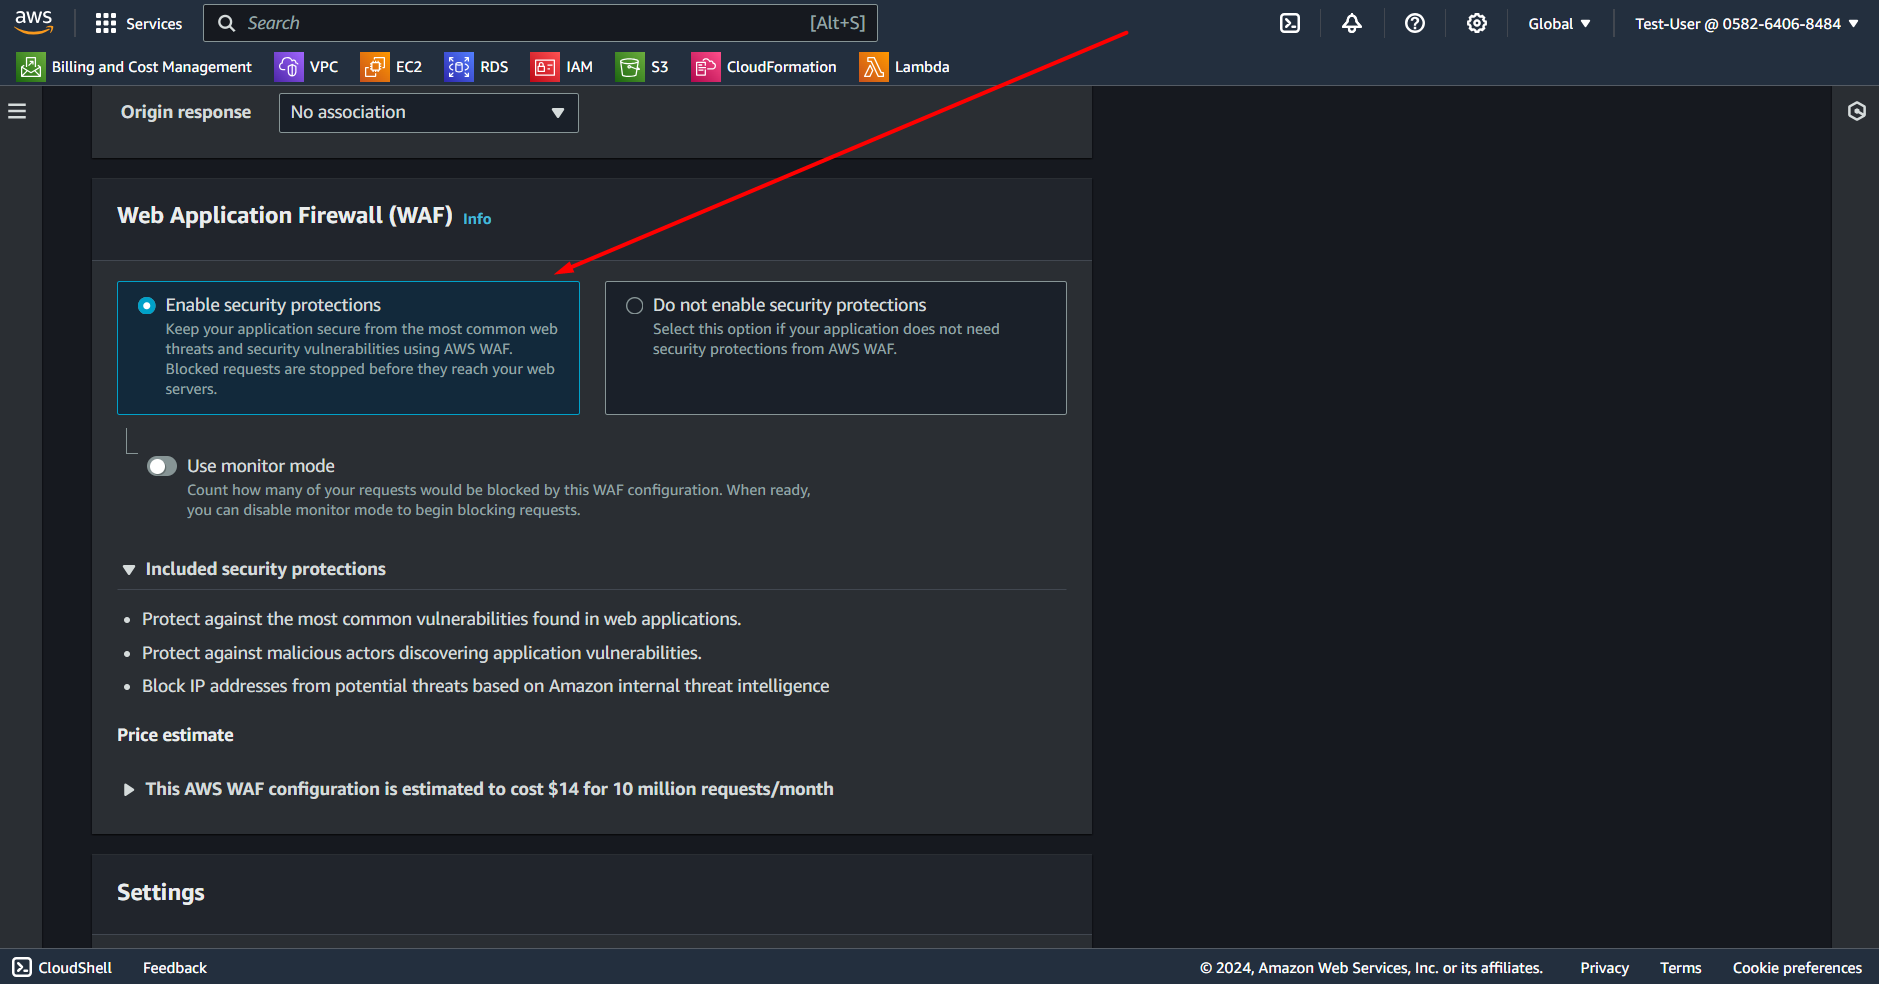 aws
Services
Search [Alt+S]
Global
Test-User @ 0582-6406-8484
Billing and Cost Management
VPC
EC2
RDS
IAM
S3
CloudFormation
Lambda
Origin response
No association
Web Application Firewall (WAF) Info
Enable security protections
Keep your application secure from the most common web
threats and security vulnerabilities using AWS WAF.
Blocked requests are stopped before they reach your web
servers.
Do not enable security protections
Select this option if your application does not need
security protections from AWS WAF.
Use monitor mode
Count how many of your requests would be blocked by this WAF configuration. When ready,
you can disable monitor mode to begin blocking requests.
Included security protections
• Protect against the most common vulnerabilities found in web applications.
• Protect against malicious actors discovering application vulnerabilities.
• Block IP addresses from potential threats based on Amazon internal threat intelligence
Price estimate
This AWS WAF configuration is estimated to cost $14 for 10 million requests/month
Settings
CloudShell
Feedback
© 2024, Amazon Web Services, Inc. or its affiliates.
Privacy
Terms
Cookie preferences